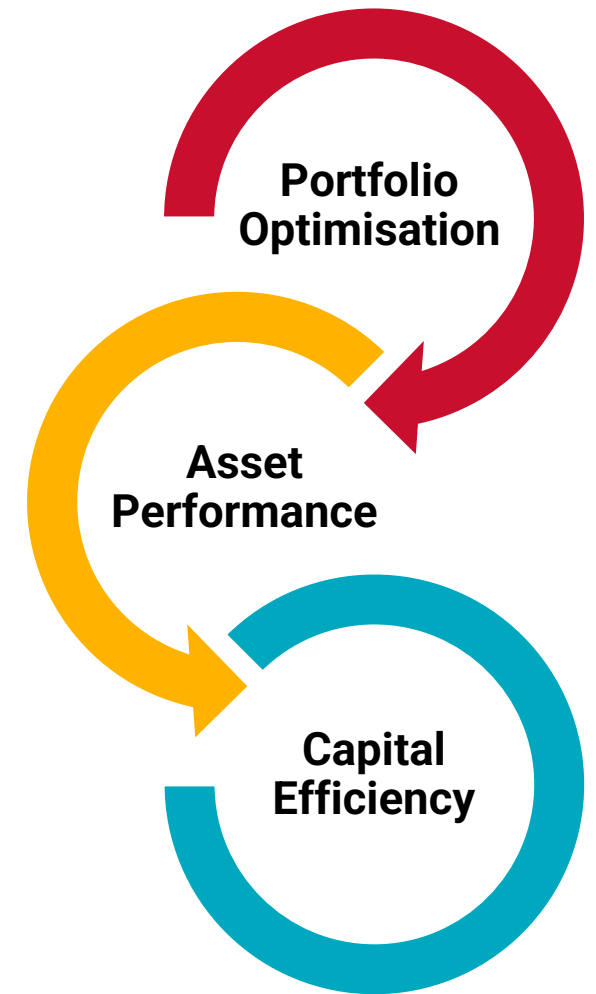 Portfolio
Optimisation
Asset
Performance
Capital
Efficiency